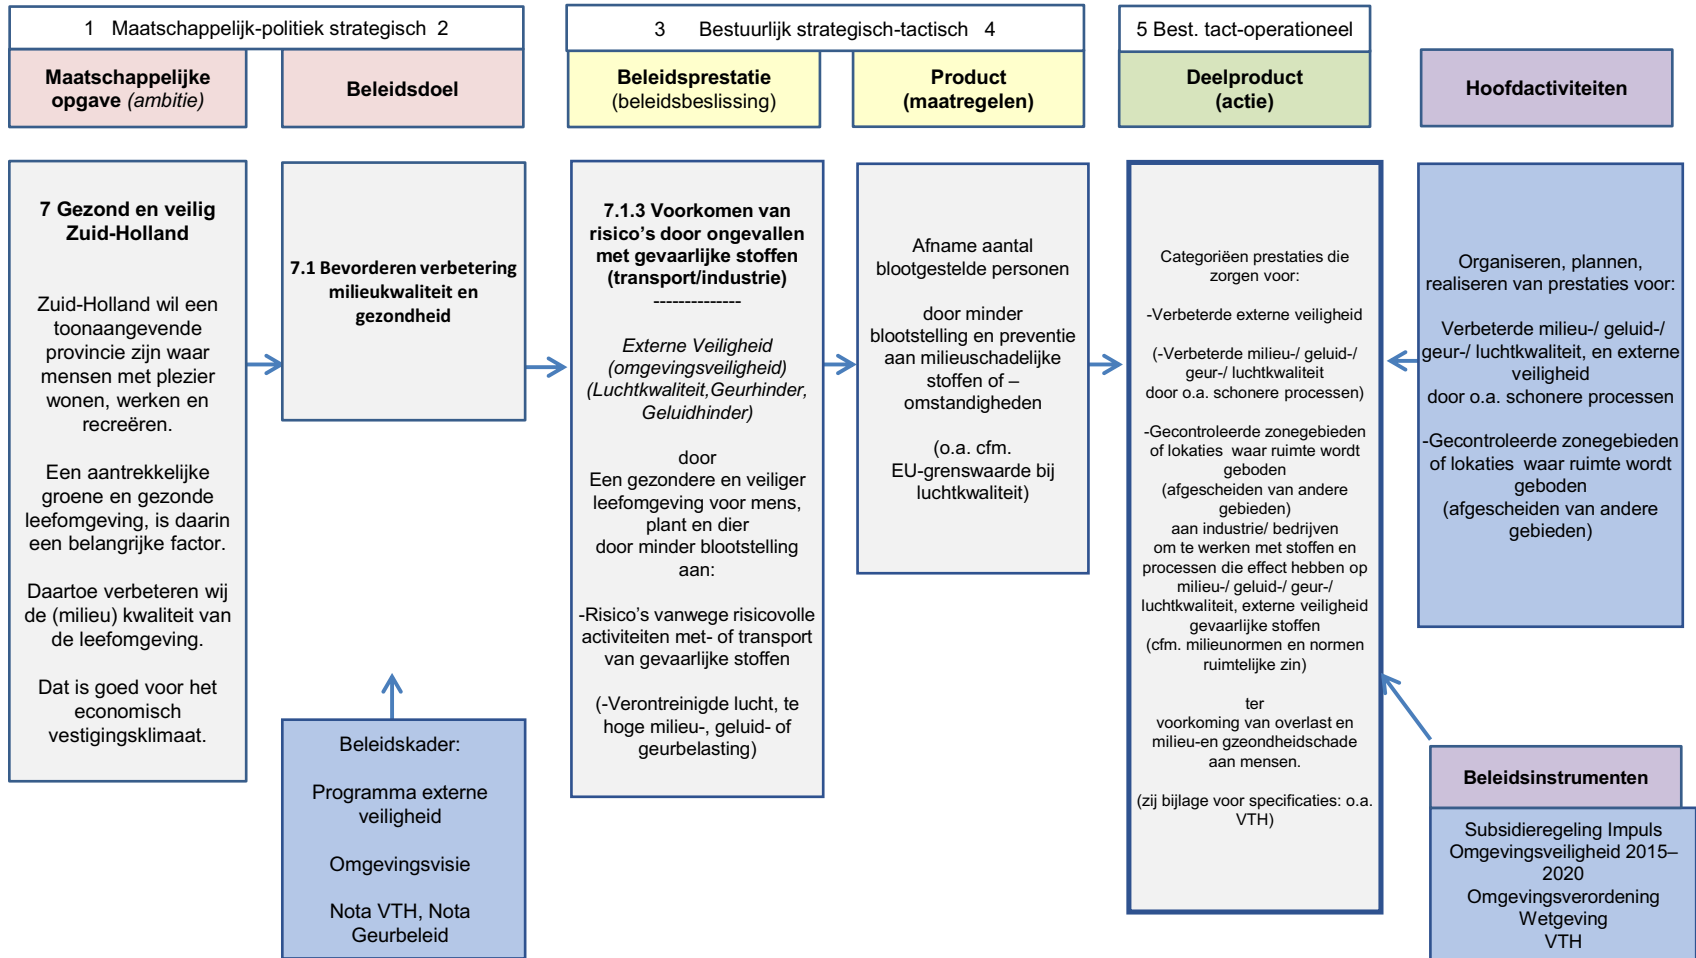 1 Maatschappelijk-politiek strategisch 2
3 Bestuurlijk strategisch-tactisch 4
5 Best. tact-operationeel
Maatschappelijke
opgave (ambitie)
Beleidsdoel
Beleidsprestatie
(beleidsbeslissing)
Product
(maatregelen)
Deelproduct
(actie)
Hoofdactiviteiten
7 Gezond en veilig
Zuid-Holland
Zuid-Holland wil een
toonaangevende
provincie zijn waar
mensen met plezier
wonen, werken en
recreëren.
Een aantrekkelijke
groene en gezonde
leefomgeving, is daarin
een belangrijke factor.
Daartoe verbeteren wij
de (milieu) kwaliteit van
de leefomgeving.
Dat is goed voor het
economisch
vestigingsklimaat.
7.1 Bevorderen verbetering
milieukwaliteit en
gezondheid
Beleidskader:
Programma externe
veiligheid
Omgevingsvisie
Nota VTH, Nota
Geurbeleid
7.1.3 Voorkomen van
risico's door ongevallen
met gevaarlijke stoffen
(transport/industrie)
--------------
Externe Veiligheid
(omgevingsveiligheid)
(Luchtkwaliteit,Geurhinder,
Geluidhinder)
door
Een gezondere en veiliger
leefomgeving voor mens,
plant en dier
door minder blootstelling
aan:
-Risico's vanwege risicovolle
activiteiten met- of transport
van gevaarlijke stoffen
(-Verontreinigde lucht, te
hoge milieu-, geluid- of
geurbelasting)
Afname aantal
blootgestelde personen
door minder
blootstelling en preventie
aan milieuschadelijke
stoffen of –
omstandigheden
(o.a. cfm.
EU-grenswaarde bij
luchtkwaliteit)
Categoriëen prestaties die
zorgen voor:
-Verbeterde externe veiligheid
(-Verbeterde milieu-/ geluid-/
geur-/ luchtkwaliteit
door o.a. schonere processen)
-Gecontroleerde zonegebieden
of lokaties waar ruimte wordt
geboden
(afgescheiden van andere
gebieden)
aan industrie/ bedrijven
om te werken met stoffen en
processen die effect hebben op
milieu-/ geluid-/ geur-/
luchtkwaliteit, externe veiligheid
gevaarlijke stoffen
(cfm. milieunormen en normen
ruimtelijke zin)
ter
voorkoming van overlast en
milieu-en gzeondheidschade
aan mensen.
(zij bijlage voor specificaties: o.a.
VTH)
Organiseren, plannen,
realiseren van prestaties voor:
Verbeterde milieu-/ geluid-/
geur-/ luchtkwaliteit, en externe
veiligheid
door o.a. schonere processen
-Gecontroleerde zonegebieden
of lokaties waar ruimte wordt
geboden
(afgescheiden van andere
gebieden)
Beleidsinstrumenten
Subsidieregeling Impuls
Omgevingsveiligheid 2015–
2020
Omgevingsverordening
Wetgeving
VTH